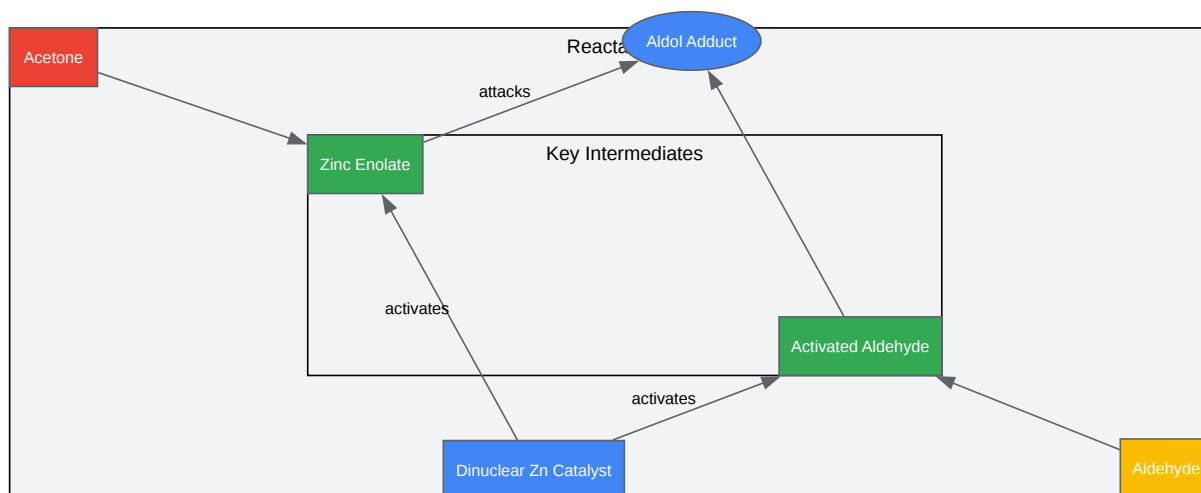 Acetone
Reacta
Aldol Adduct
attacks
Zinc Enolate
Key Intermediates
activates
Activated Aldehyde
activates
Dinuclear Zn Catalyst
Aldehyde